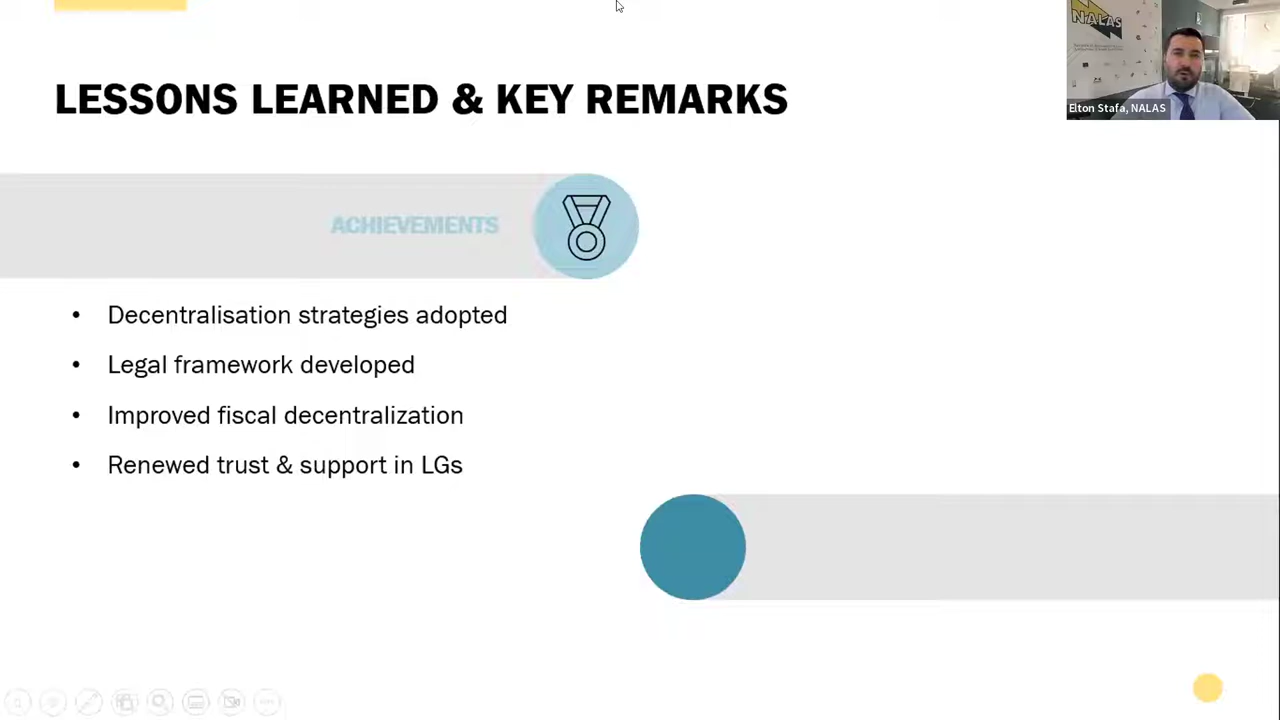 LESSONS LEARNED & KEY REMARKS
NALAS
Elton Stafa, NALAS
ACHIEVEMENTS
• Decentralisation strategies adopted
• Legal framework developed
• Improved fiscal decentralization
• Renewed trust & support in LGs